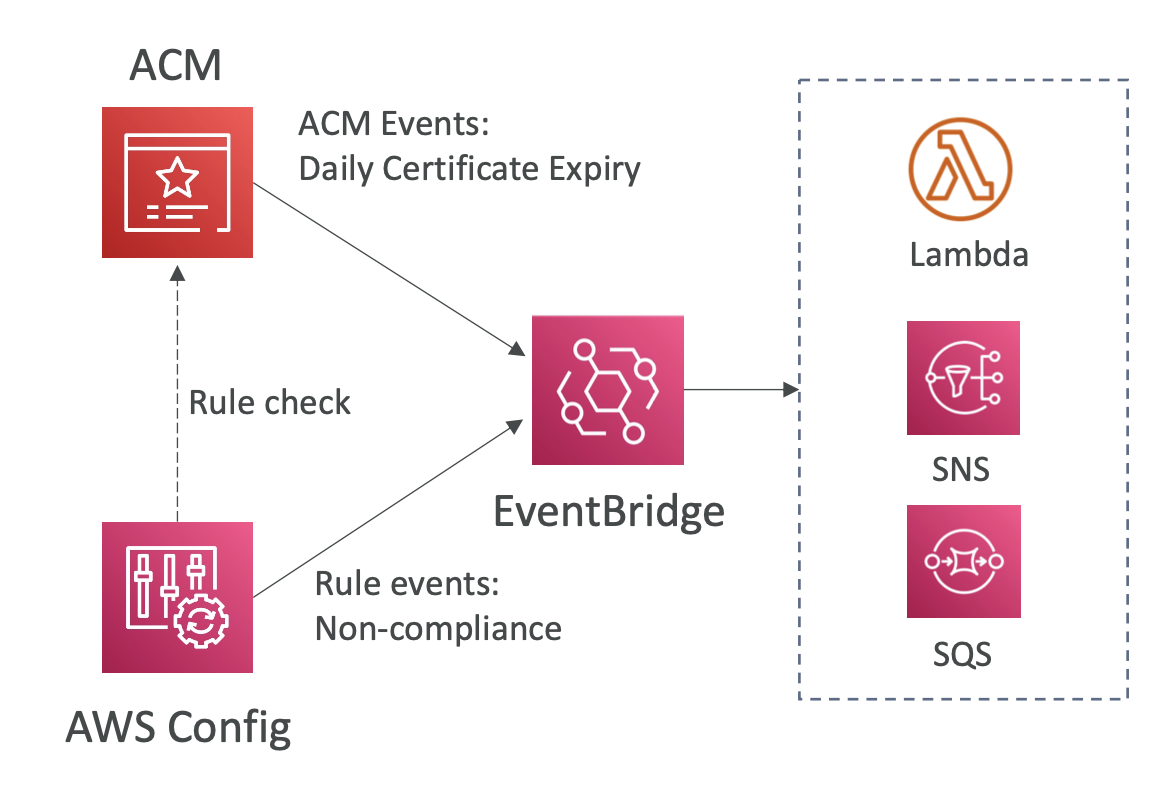 ACM
ACM Events:
Daily Certificate Expiry
Lambda
Rule check
SNS
EventBridge
Rule events:
Non-compliance
SQS
AWS Config